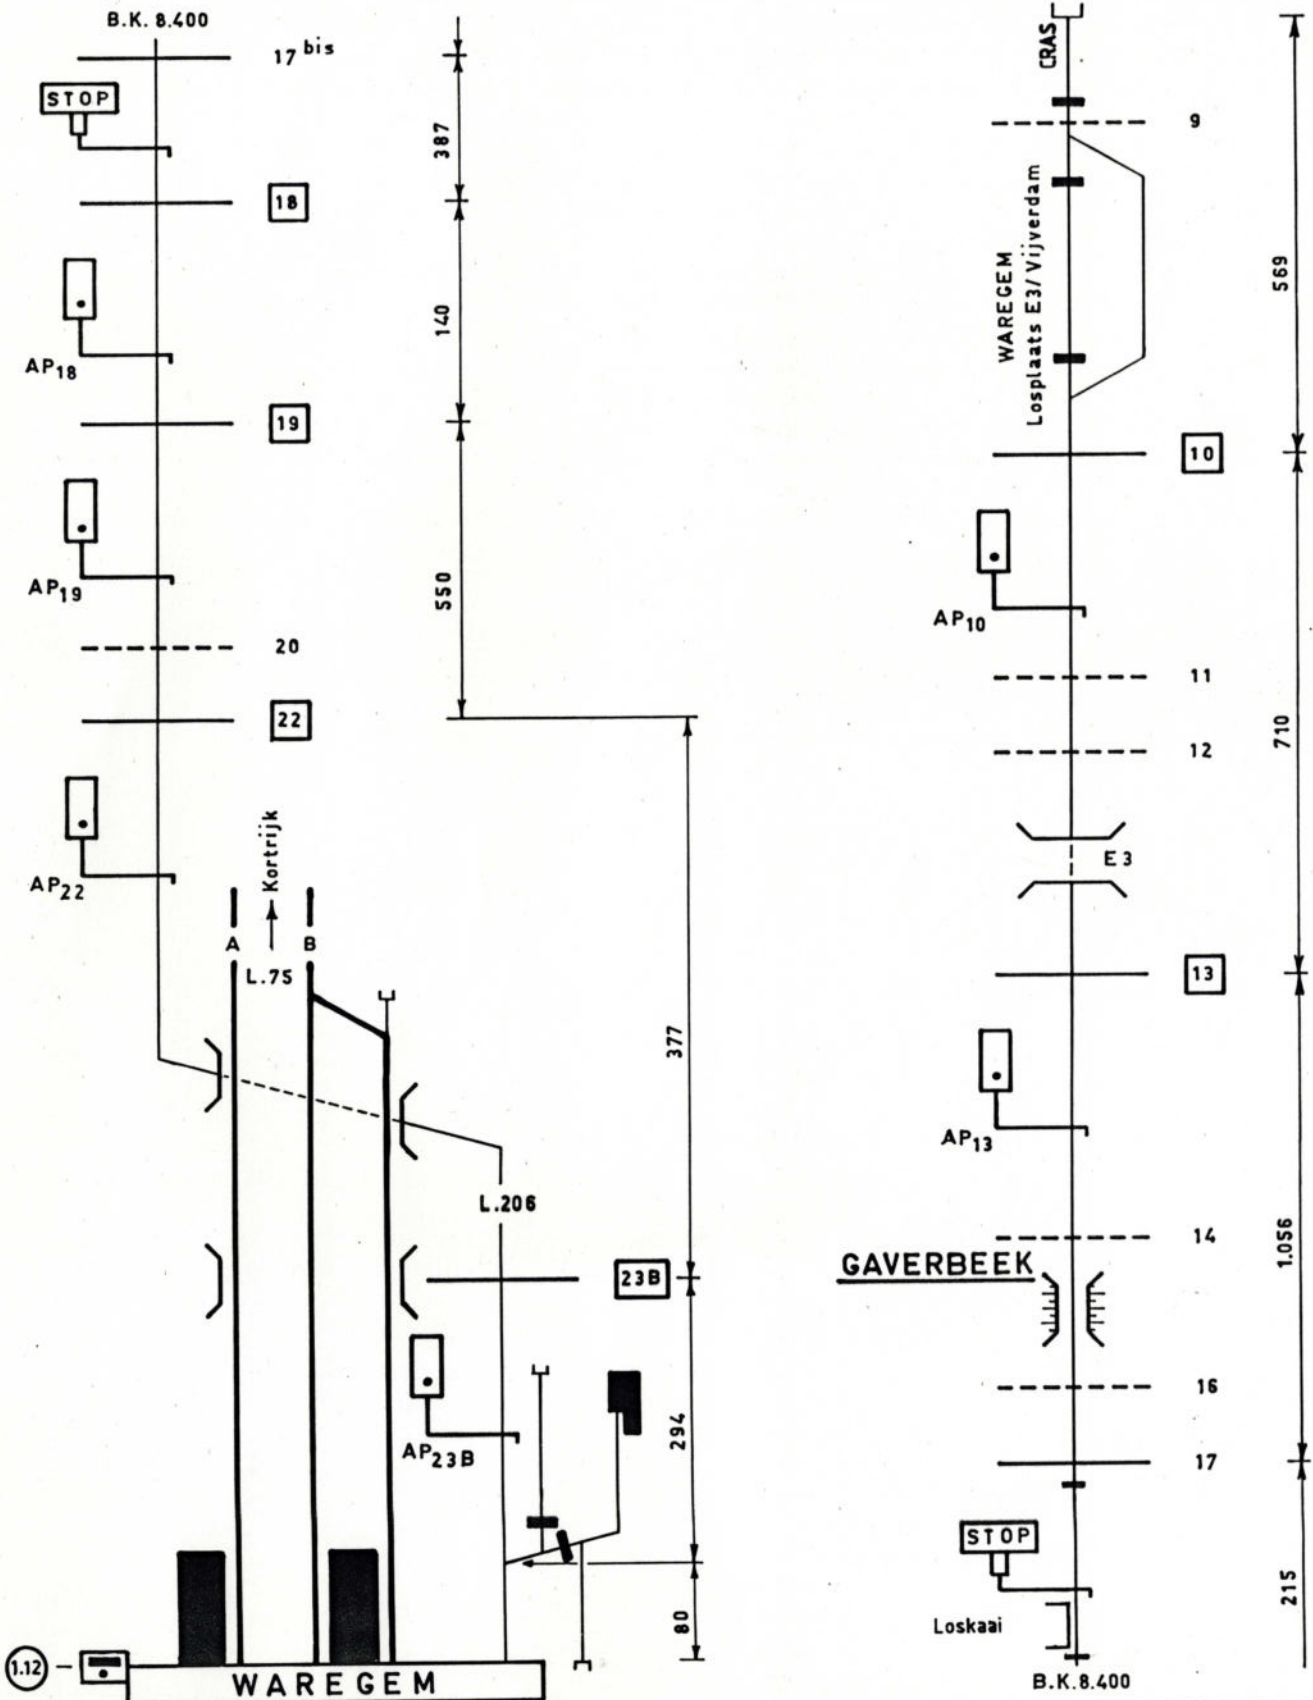 B.K. 8.400
17 bis
STOP
387
18
140
AP18
19
550
AP19
20
22
AP22
Kortrijk
A B
L.75
377
L.206
23B
AP23B
294
80
1.12
WAREGEM
CRAS
9
WAREGEM
Losplaats E3/Vijverdam
569
10
AP10
11
710
12
E3
13
AP13
14
1.056
GAVERBEEK
16
17
STOP
215
Loskaai
B.K. 8.400